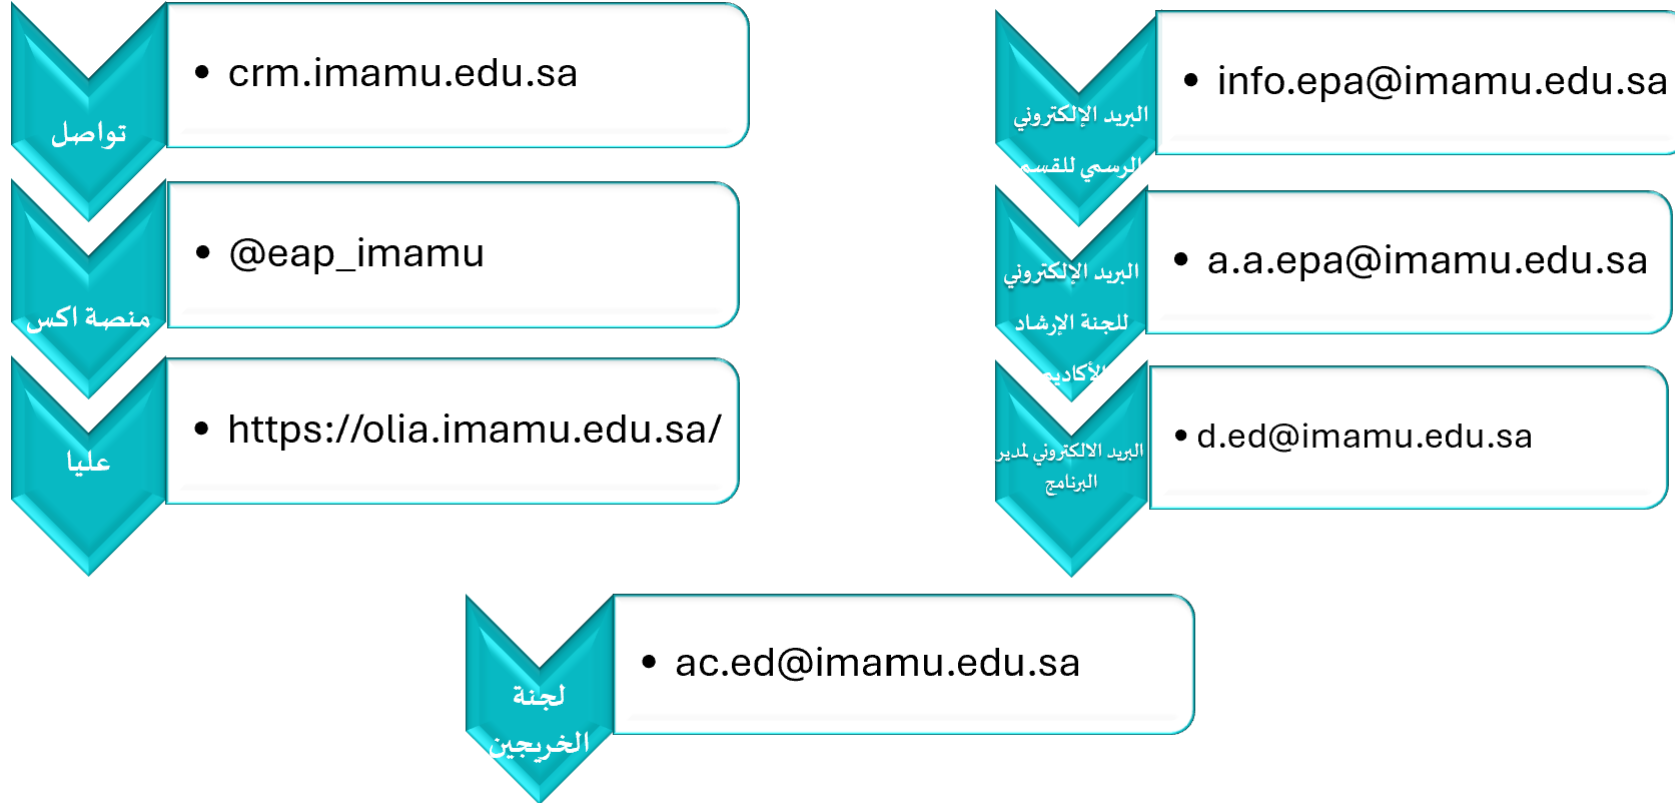 تواصل
• crm.imamu.edu.sa
منصة اكس
• @eap_imamu
عليا
• https://olia.imamu.edu.sa/
البريد الإلكتروني
الرسمي للقسم
• info.epa@imamu.edu.sa
البريد الإلكتروني
للجنة الإرشاد
• a.a.epa@imamu.edu.sa
البريد الالكتروني لمدير
البرنامج
• d.ed@imamu.edu.sa
لجنة
الخريجين
• ac.ed@imamu.edu.sa